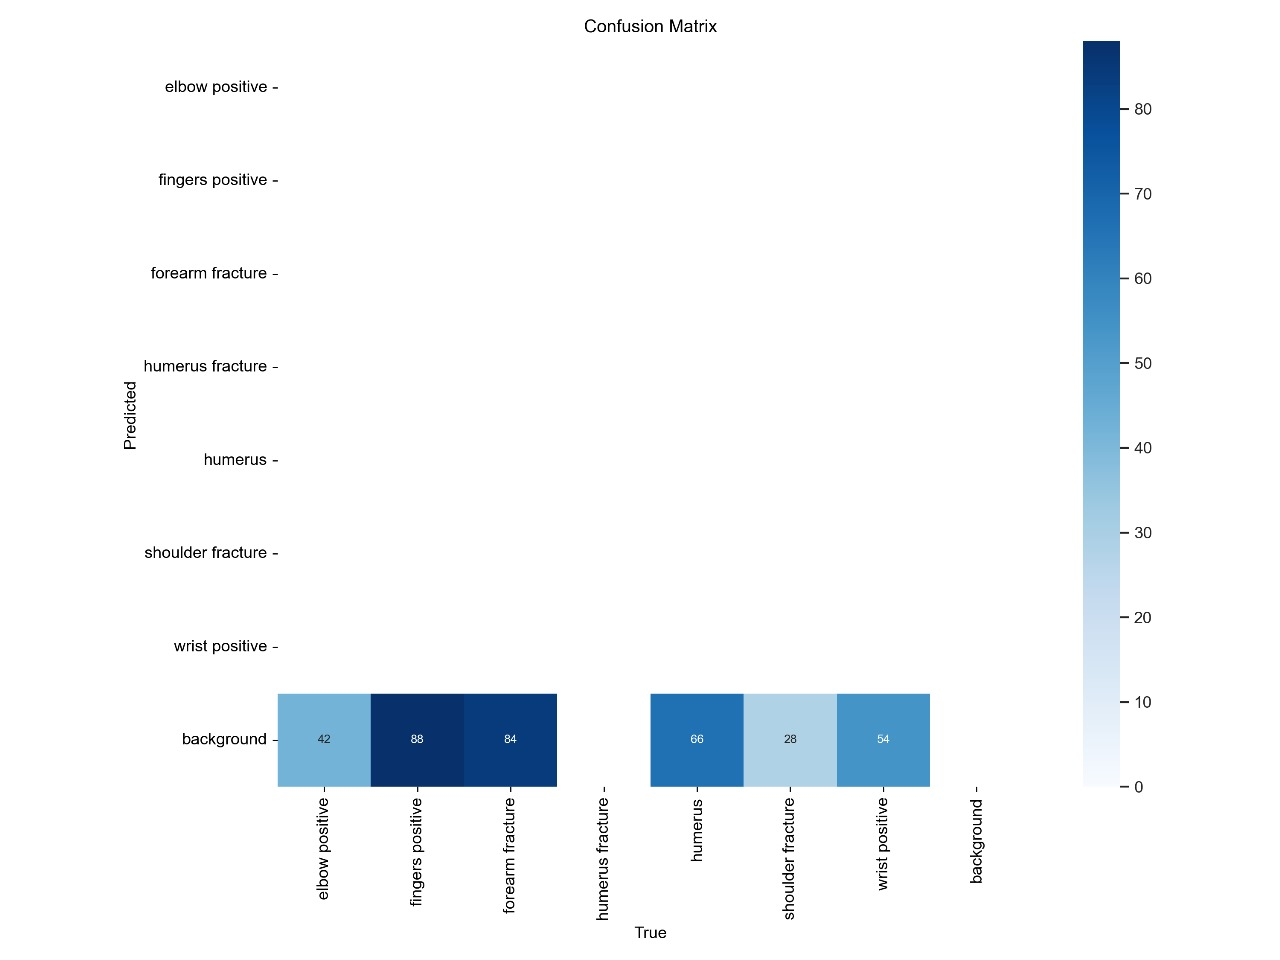 Confusion Matrix
elbow positive
fingers positive
forearm fracture
humerus fracture
humerus
shoulder fracture
wrist positive
background
Predicted
42 88 84 66 28 54
elbow positive
fingers positive
forearm fracture
humerus fracture
humerus
shoulder fracture
wrist positive
background
True
80
70
60
50
40
30
20
10
0